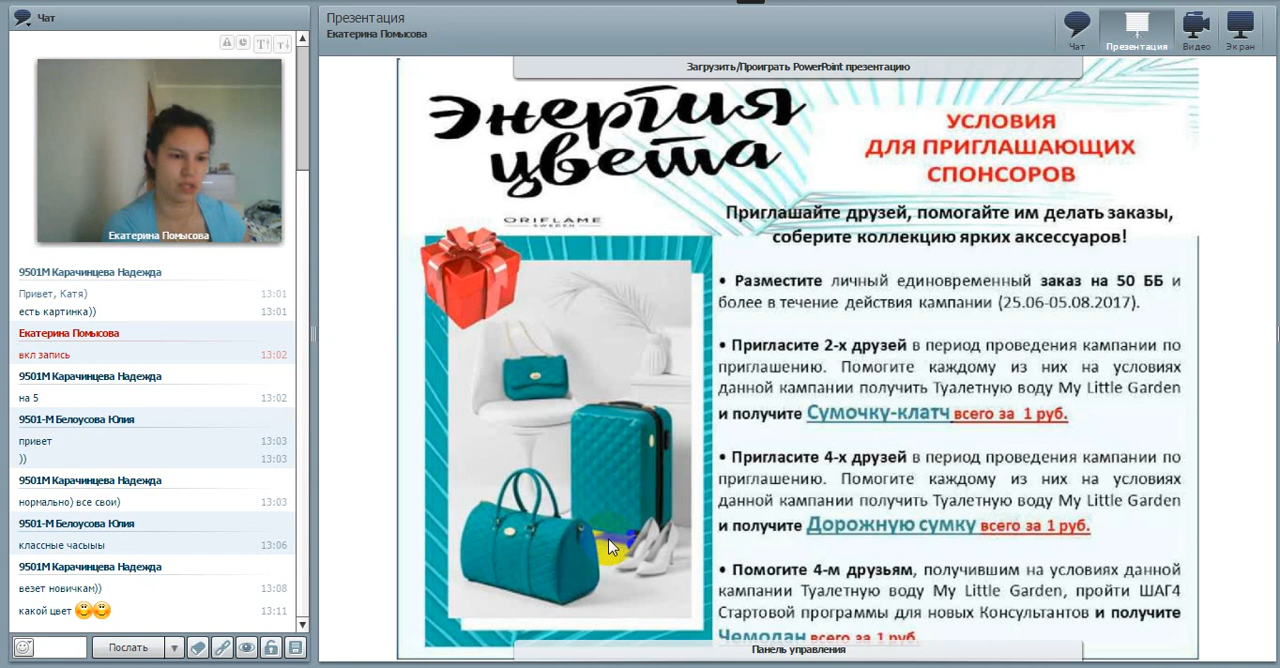 Чат
Екатерина Помысова
9501М Карачинцева Надежда
Привет, Катя) 13:01
есть картинка)) 13:01
Екатерина Помысова
вкл запись 13:02
9501М Карачинцева Надежда
на 5 13:02
9501-М Белоусова Юлия
привет 13:03
)) 13:03
9501М Карачинцева Надежда
нормально) все свои) 13:03
9501-М Белоусова Юлия
классные часыыы 13:06
9501М Карачинцева Надежда
везет новичкам)) 13:08
какой цвет 13:11
Послать
Презентация
Екатерина Помысова
Чат
Презентация
Видео
Экран
Загрузить/Проиграть PowerPoint презентацию
Энергия
цвета
ORIFLAME
SWEDEN
УСЛОВИЯ
ДЛЯ ПРИГЛАШАЮЩИХ
СПОНСОРОВ
Приглашайте друзей, помогайте им делать заказы,
соберите коллекцию ярких аксессуаров!
• Разместите личный единовременный заказ на 50 ББ и
более в течение действия кампании (25.06-05.08.2017).
• Пригласите 2-х друзей в период проведения кампании по
приглашению. Помогите каждому из них на условиях
данной кампании получить Туалетную воду My Little Garden
и получите Сумочку-клатч всего за 1 руб.
• Пригласите 4-х друзей в период проведения кампании по
приглашению. Помогите каждому из них на условиях
данной кампании получить Туалетную воду My Little Garden
и получите Дорожную сумку всего за 1 руб.
• Помогите 4-м друзьям, получившим на условиях данной
кампании Туалетную воду My Little Garden, пройти ШАГ4
Стартовой программы для новых Консультантов и получите
Чемодан всего за 1 руб.
Панель управления